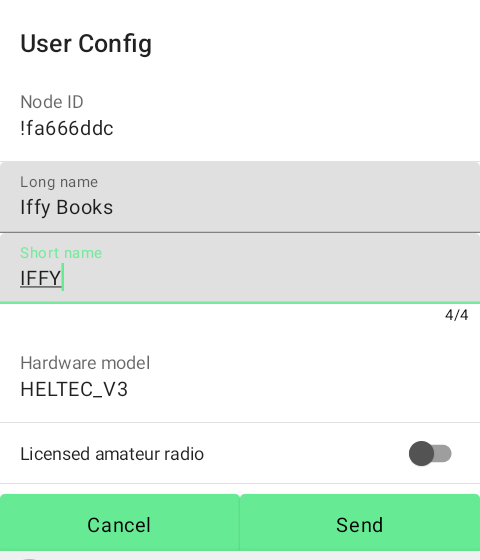 User Config
Node ID
!fa666ddc
Long name
Iffy Books
Short name
IFFY
4/4
Hardware model
HELTEC_V3
Licensed amateur radio
Cancel
Send